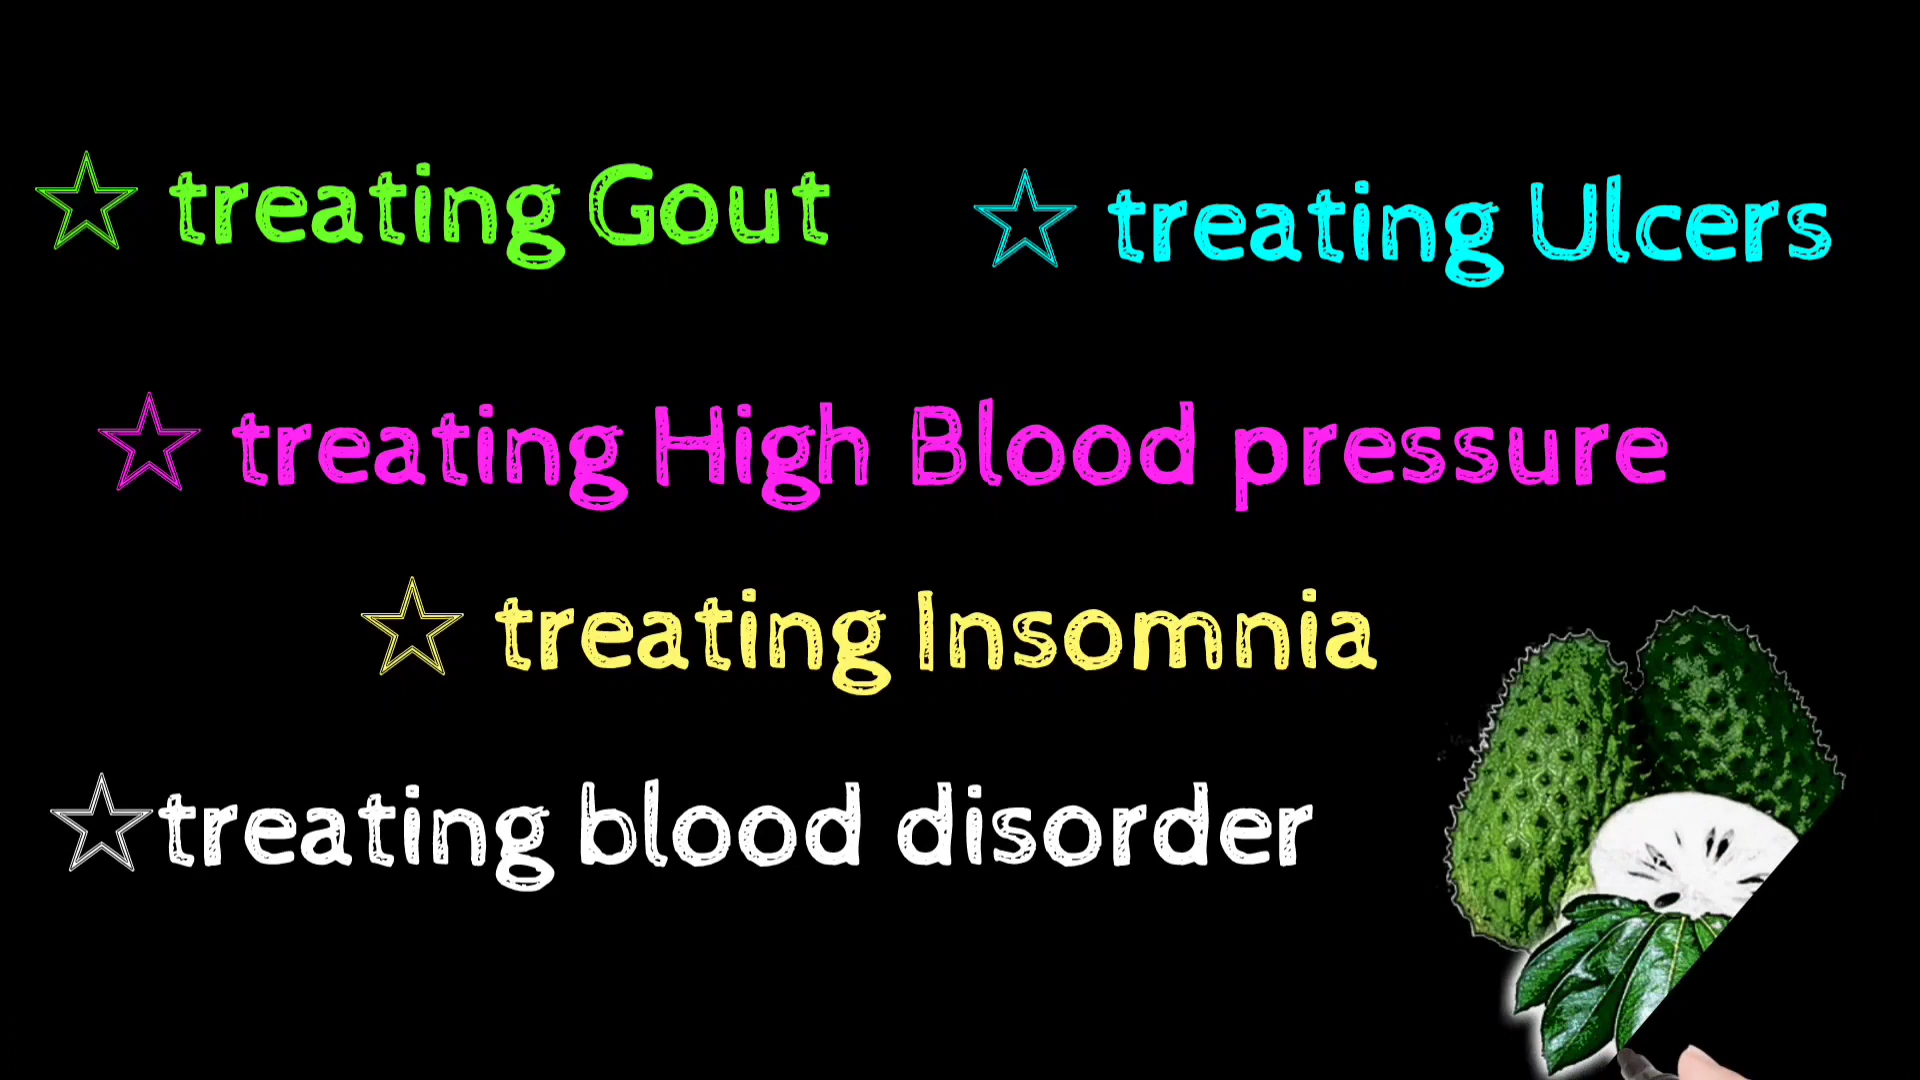 ☆ treating Gout
☆ treating Ulcers
☆ treating High Blood pressure
☆ treating Insomnia
☆ treating blood disorder